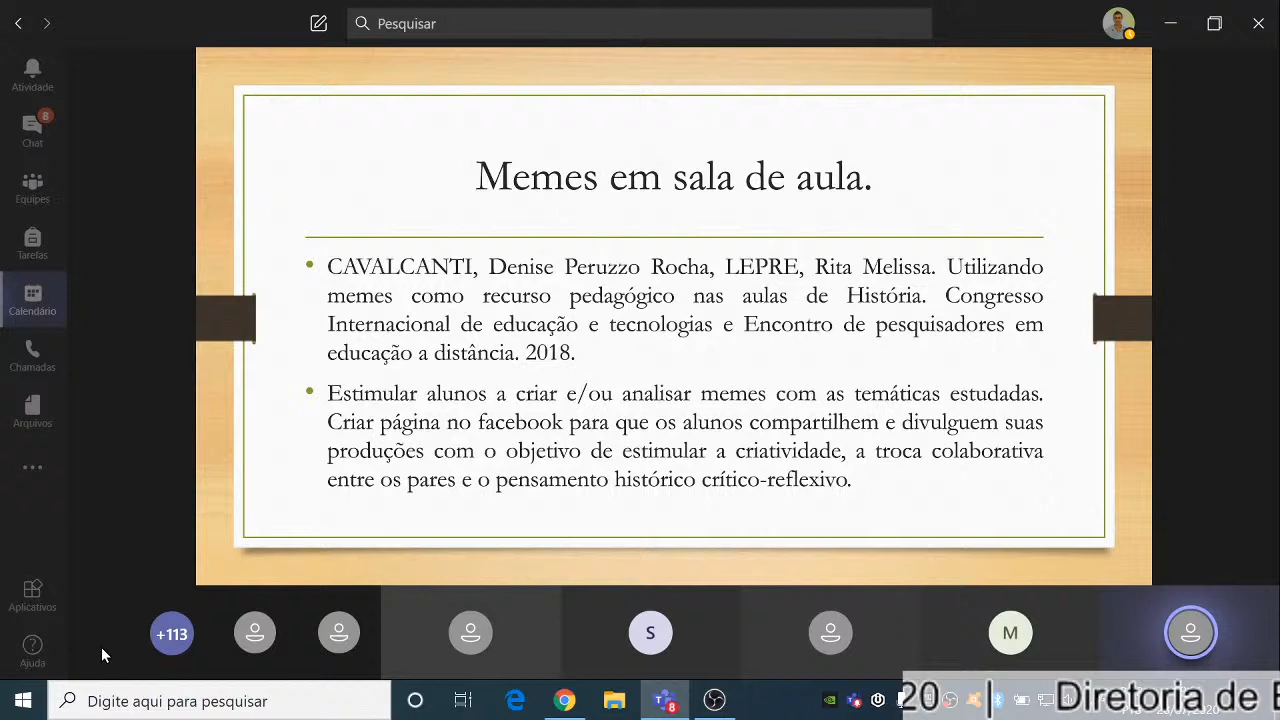 Pesquisar
Atividade
8
Chat
Equipes
Tarefas
Calendário
Chamadas
Arquivos
Aplicativos
Ajuda
Memes em sala de aula.
• CAVALCANTI, Denise Peruzzo Rocha, LEPRE, Rita Melissa. Utilizando
memes como recurso pedagógico nas aulas de História. Congresso
Internacional de educação e tecnologias e Encontro de pesquisadores em
educação a distância. 2018.
• Estimular alunos a criar e/ou analisar memes com as temáticas estudadas.
Criar página no facebook para que os alunos compartilhem e divulguem suas
produções com o objetivo de estimular a criatividade, a troca colaborativa
entre os pares e o pensamento histórico crítico-reflexivo.
+113
S
M
Digite aqui para pesquisar
8
20 | Diretoria de